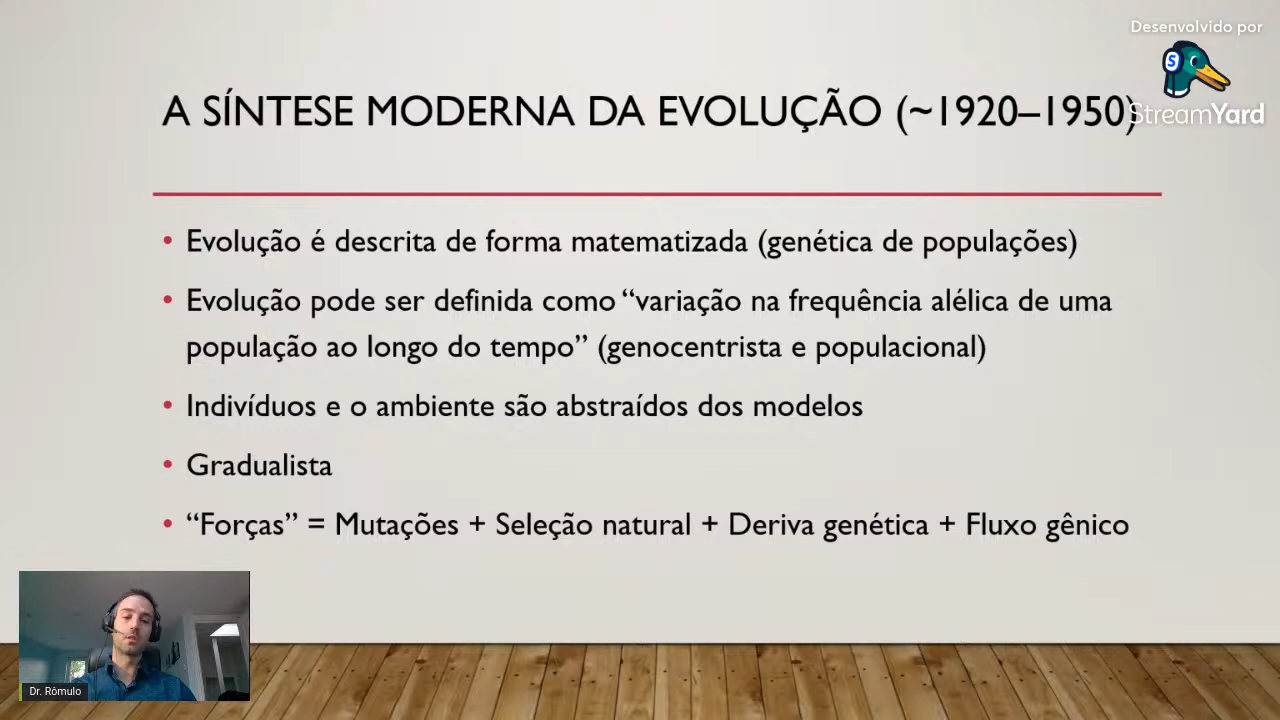 Desenvolvido por
S
StreamYard
A SÍNTESE MODERNA DA EVOLUÇÃO (~1920–1950)
• Evolução é descrita de forma matematizada (genética de populações)
• Evolução pode ser definida como “variação na frequência alélica de uma
população ao longo do tempo” (genocentrista e populacional)
• Indivíduos e o ambiente são abstraídos dos modelos
• Gradualista
• “Forças” = Mutações + Seleção natural + Deriva genética + Fluxo gênico
Dr. Rômulo